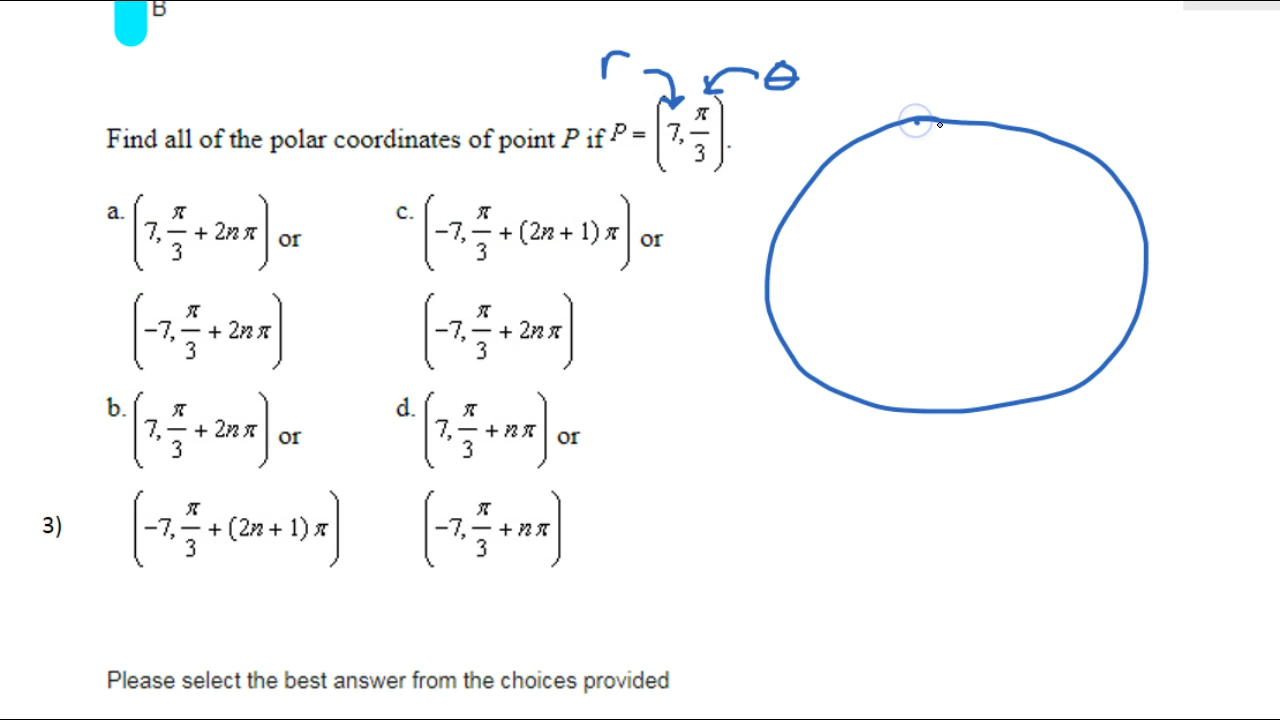 B
r θ
Find all of the polar coordinates of point P if P = (7, π/3).
a. (7, π/3 + 2nπ) or
(−7, π/3 + 2nπ)
b. (7, π/3 + 2nπ) or
3) (−7, π/3 + (2n + 1)π)
c. (−7, π/3 + (2n + 1)π) or
(−7, π/3 + 2nπ)
d. (7, π/3 + nπ) or
(−7, π/3 + nπ)
Please select the best answer from the choices provided